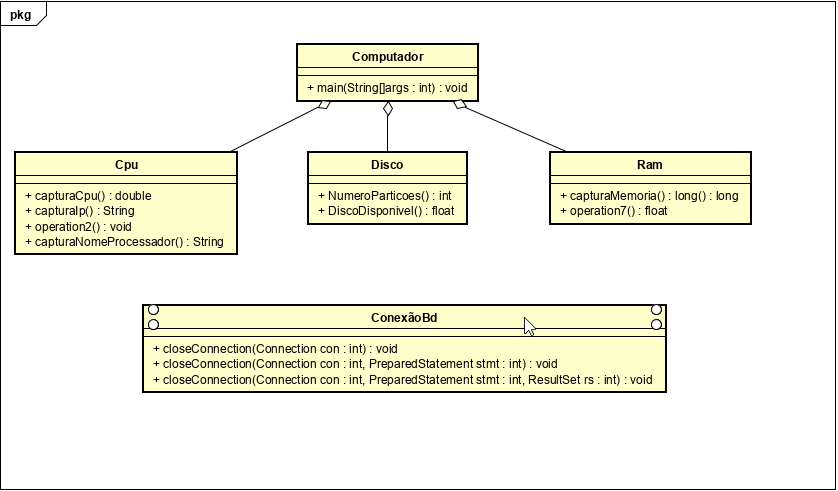 pkg
Computador
+ main(String[]args : int) : void
Cpu
+ capturaCpu() : double
+ capturaIp() : String
+ operation2() : void
+ capturaNomeProcessador() : String
Disco
+ NumeroParticoes() : int
+ DiscoDisponivel() : float
Ram
+ capturaMemoria() : long() : long
+ operation7() : float
ConexãoBd
+ closeConnection(Connection con : int) : void
+ closeConnection(Connection con : int, PreparedStatement stmt : int) : void
+ closeConnection(Connection con : int, PreparedStatement stmt : int, ResultSet rs : int) : void